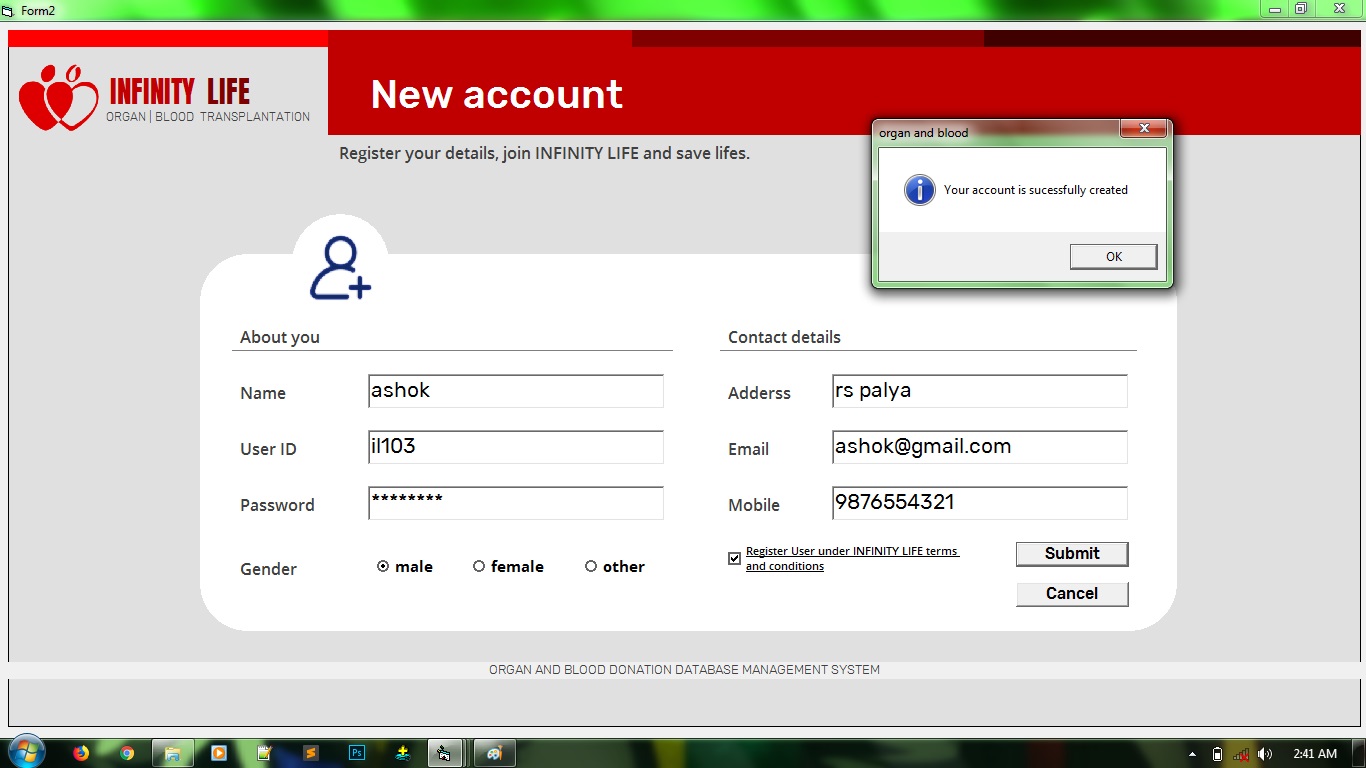 Form2
INFINITY LIFE
ORGAN | BLOOD TRANSPLANTATION
New account
Register your details, join INFINITY LIFE and save lifes.
organ and blood
Your account is sucessfully created
OK
About you
Name
ashok
User ID
il103
Password
********
Gender
male
female
other
Contact details
Adderss
rs palya
Email
ashok@gmail.com
Mobile
9876554321
Register User under INFINITY LIFE terms
and conditions
Submit
Cancel
ORGAN AND BLOOD DONATION DATABASE MANAGEMENT SYSTEM
Ps
2:41 AM